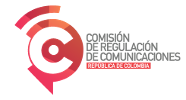 COMISIÓN
DE REGULACIÓN
DE COMUNICACIONES
REPÚBLICA DE COLOMBIA